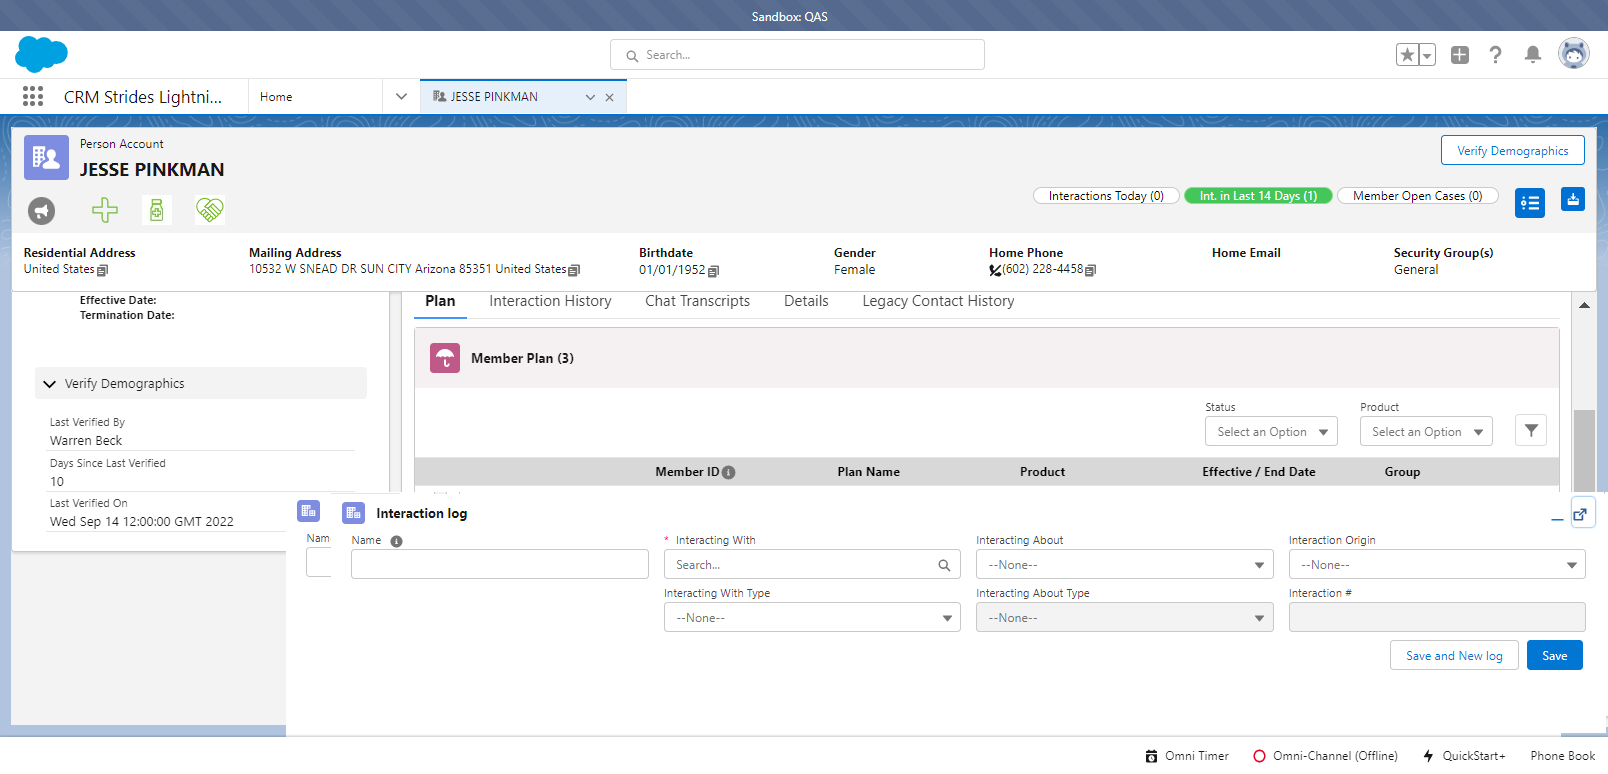 Sandbox: QAS
Search...
CRM Strides Lightni...
Home
JESSE PINKMAN
Person Account
JESSE PINKMAN
Verify Demographics
Interactions Today (0)
Int. in Last 14 Days (1)
Member Open Cases (0)
Residential Address
United States
Mailing Address
10532 W SNEAD DR SUN CITY Arizona 85351 United States
Birthdate
01/01/1952
Gender
Female
Home Phone
(602) 228-4458
Home Email
Security Group(s)
General
Effective Date:
Termination Date:
Verify Demographics
Last Verified By
Warren Beck
Days Since Last Verified
10
Last Verified On
Wed Sep 14 12:00:00 GMT 2022
Plan
Interaction History
Chat Transcripts
Details
Legacy Contact History
Member Plan (3)
Status
Select an Option
Product
Select an Option
Member ID
Plan Name
Product
Effective / End Date
Group
Interaction log
Nam
Name
* Interacting With
Search...
Interacting About
--None--
Interaction Origin
--None--
Interacting With Type
--None--
Interacting About Type
--None--
Interaction #
Save and New log
Save
Omni Timer
Omni-Channel (Offline)
QuickStart+
Phone Book